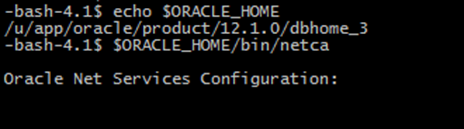 -bash-4.1$ echo $ORACLE_HOME
/u/app/oracle/product/12.1.0/dbhome_3
-bash-4.1$ $ORACLE_HOME/bin/netca
Oracle Net Services Configuration: